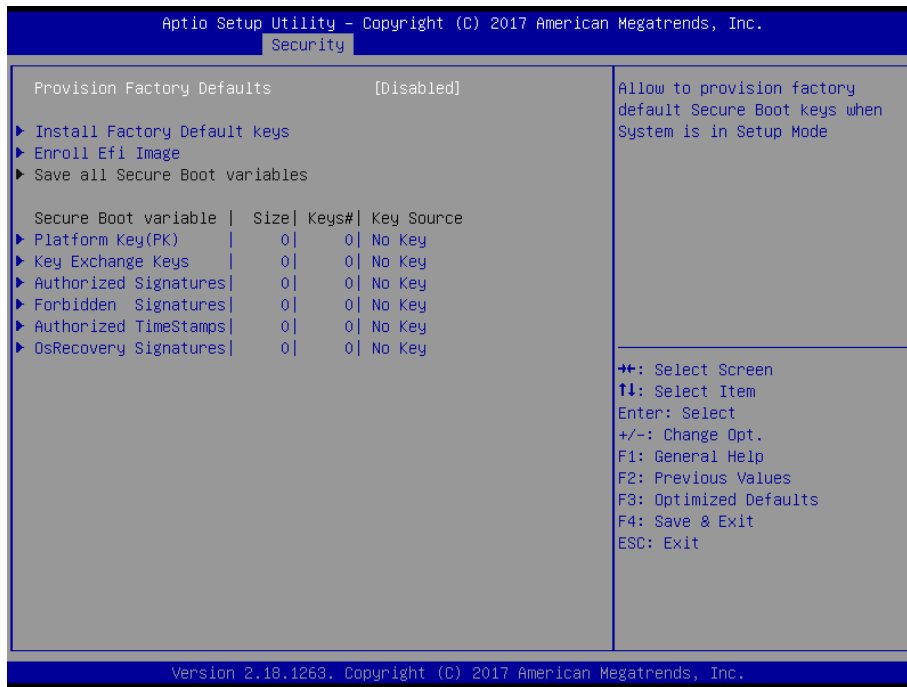 Aptio Setup Utility – Copyright (C) 2017 American Megatrends, Inc.
Security
Provision Factory Defaults [Disabled]
Install Factory Default keys
Enroll Efi Image
Save all Secure Boot variables
Secure Boot variable | Size| Keys#| Key Source
Platform Key(PK) | 0| 0| No Key
Key Exchange Keys | 0| 0| No Key
Authorized Signatures| 0| 0| No Key
Forbidden Signatures| 0| 0| No Key
Authorized TimeStamps| 0| 0| No Key
OsRecovery Signatures| 0| 0| No Key
Allow to provision factory
default Secure Boot keys when
System is in Setup Mode
→←: Select Screen
↑↓: Select Item
Enter: Select
+/-: Change Opt.
F1: General Help
F2: Previous Values
F3: Optimized Defaults
F4: Save & Exit
ESC: Exit
Version 2.18.1263. Copyright (C) 2017 American Megatrends, Inc.